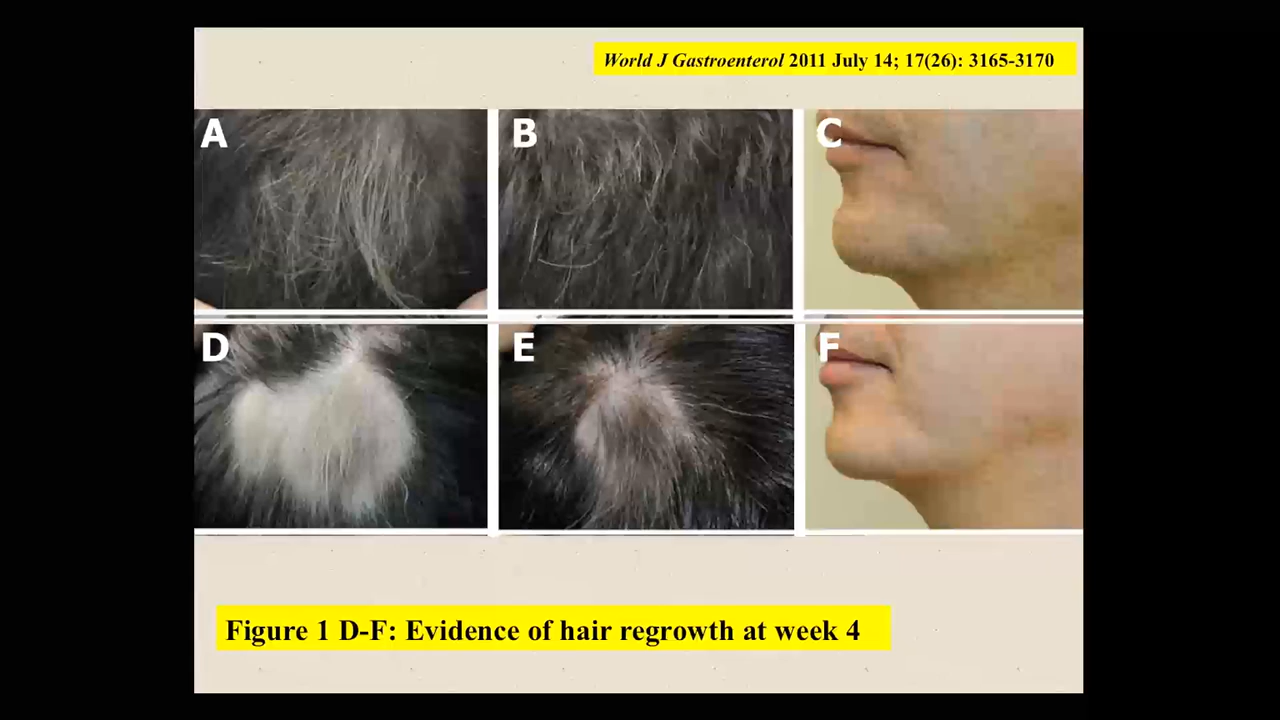 World J Gastroenterol 2011 July 14; 17(26): 3165-3170
A
B
C
D
E
F
Figure 1 D-F: Evidence of hair regrowth at week 4